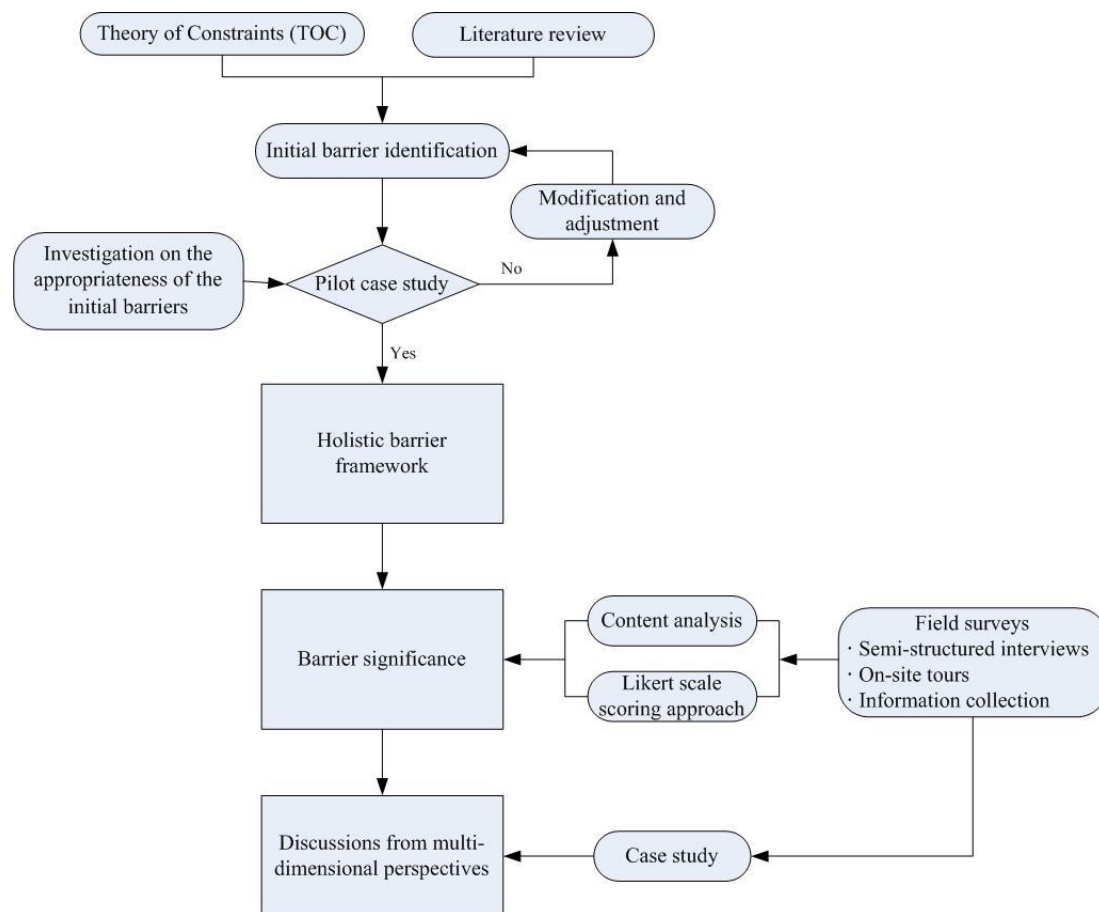 Theory of Constraints (TOC)
Literature review
Initial barrier identification
Modification and
adjustment
Investigation on the
appropriateness of the
initial barriers
Pilot case study
No
Yes
Holistic barrier
framework
Barrier significance
Content analysis
Likert scale
scoring approach
Field surveys
· Semi-structured interviews
· On-site tours
· Information collection
Discussions from multi-
dimensional perspectives
Case study